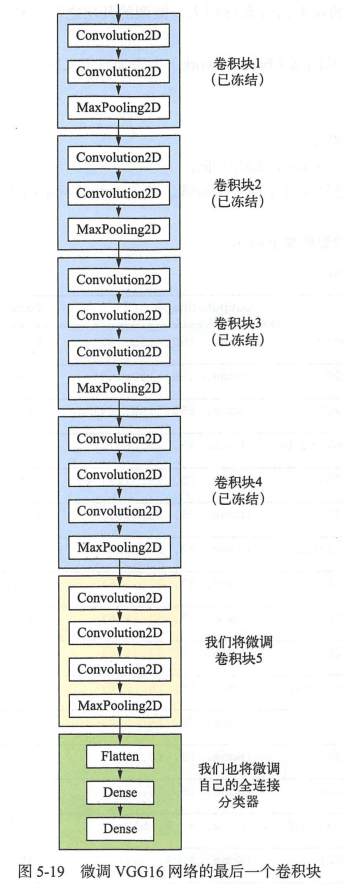 Convolution2D
Convolution2D
MaxPooling2D
卷积块1
(已冻结)
Convolution2D
Convolution2D
MaxPooling2D
卷积块2
(已冻结)
Convolution2D
Convolution2D
Convolution2D
MaxPooling2D
卷积块3
(已冻结)
Convolution2D
Convolution2D
Convolution2D
MaxPooling2D
卷积块4
(已冻结)
Convolution2D
Convolution2D
Convolution2D
MaxPooling2D
我们将微调
卷积块5
Flatten
Dense
Dense
我们也将微调
自己的全连接
分类器
图 5-19 微调 VGG16 网络的最后一个卷积块